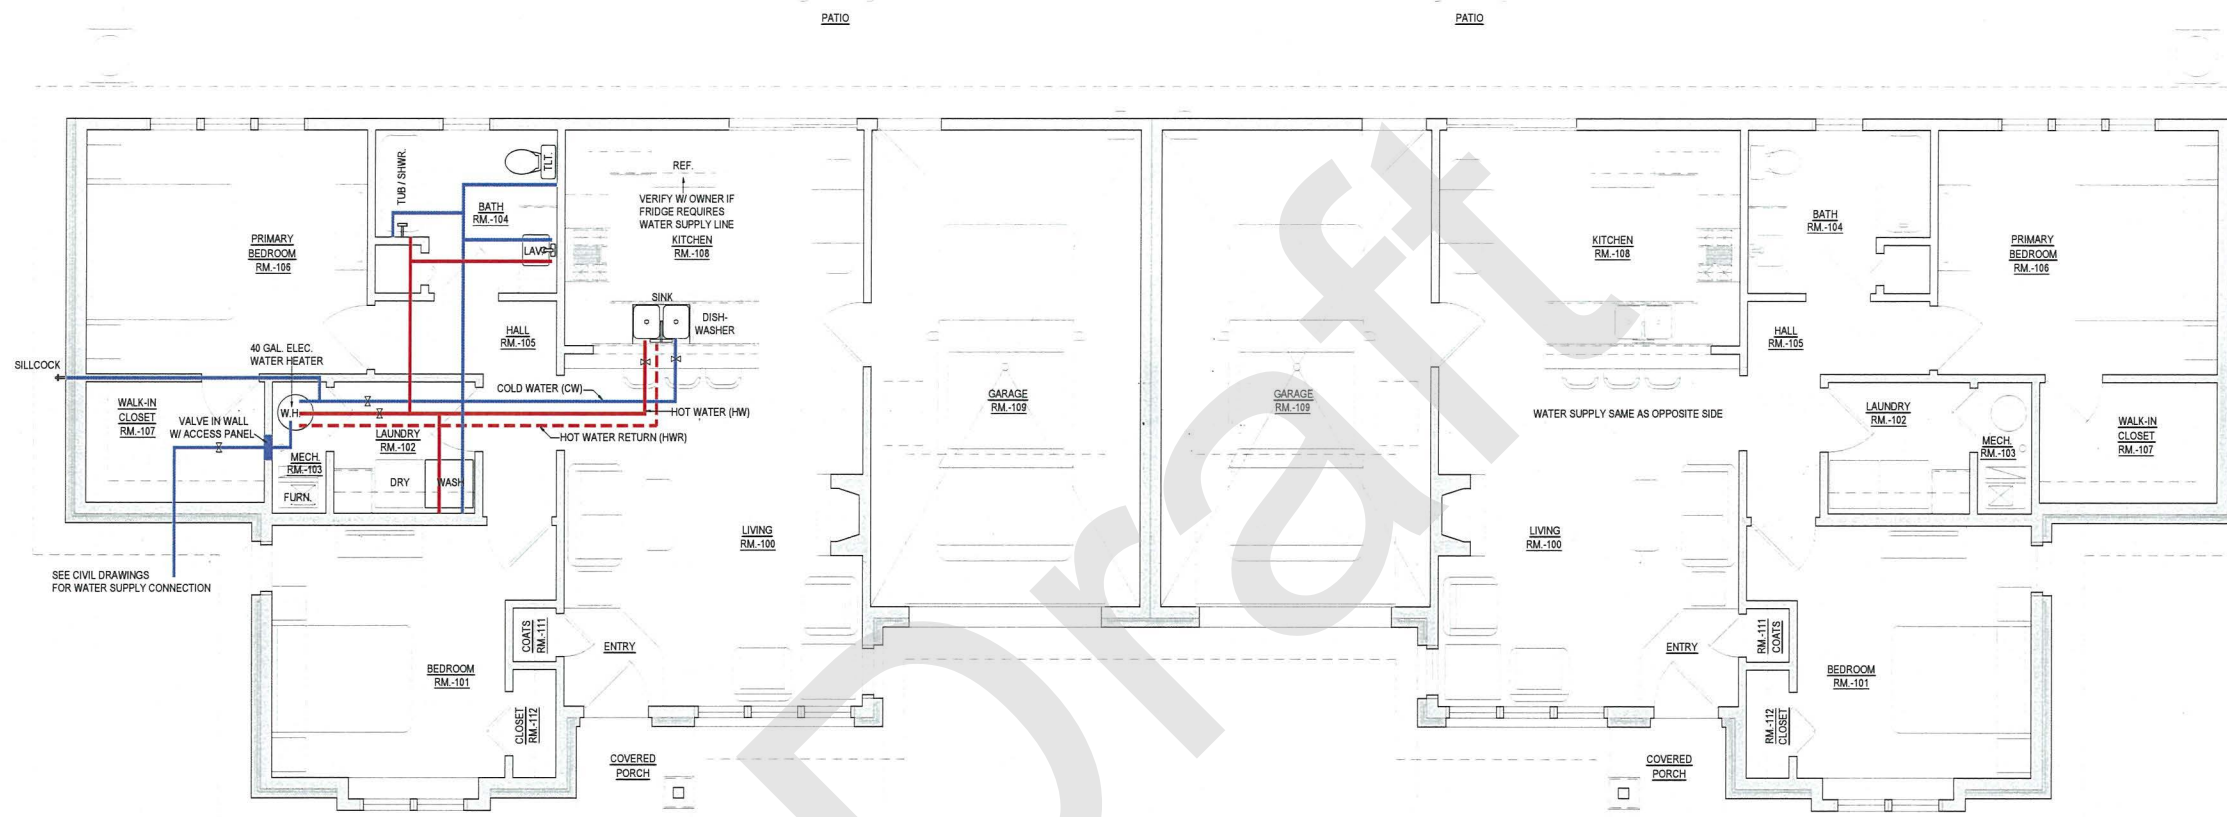 PATIO
PATIO
TUB / SHWR.
TLT.
REF.
VERIFY W/ OWNER IF
FRIDGE REQUIRES
WATER SUPPLY LINE
KITCHEN
RM.-108
BATH
RM.-104
LAV.
PRIMARY
BEDROOM
RM.-106
SINK
DISH-
WASHER
HALL
RM.-105
40 GAL. ELEC.
WATER HEATER
SILLCOCK
COLD WATER (CW)
WALK-IN
CLOSET
RM.-107
W.H.
HOT WATER (HW)
VALVE IN WALL
W/ ACCESS PANEL
LAUNDRY
RM.-102
HOT WATER RETURN (HWR)
MECH.
RM.-103
FURN.
DRY
WASH
SEE CIVIL DRAWINGS
FOR WATER SUPPLY CONNECTION
LIVING
RM.-100
COATS
RM.-111
ENTRY
BEDROOM
RM.-101
CLOSET
RM.-112
COVERED
PORCH
GARAGE
RM.-109
GARAGE
RM.-109
KITCHEN
RM.-108
BATH
RM.-104
PRIMARY
BEDROOM
RM.-106
HALL
RM.-105
WATER SUPPLY SAME AS OPPOSITE SIDE
LAUNDRY
RM.-102
MECH.
RM.-103
WALK-IN
CLOSET
RM.-107
LIVING
RM.-100
ENTRY
RM.-111
COATS
BEDROOM
RM.-101
RM.-112
CLOSET
COVERED
PORCH
Draft